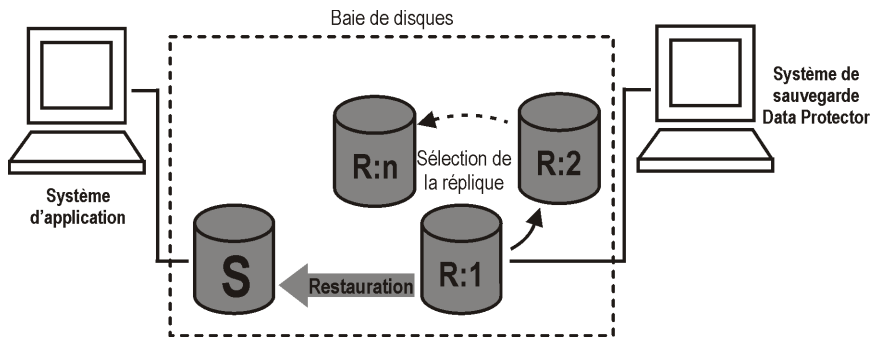 Baie de disques
Système de
sauvegarde
Data Protector
R:n
Sélection de
la réplique
R:2
Système
d'application
S
Restauration
R:1